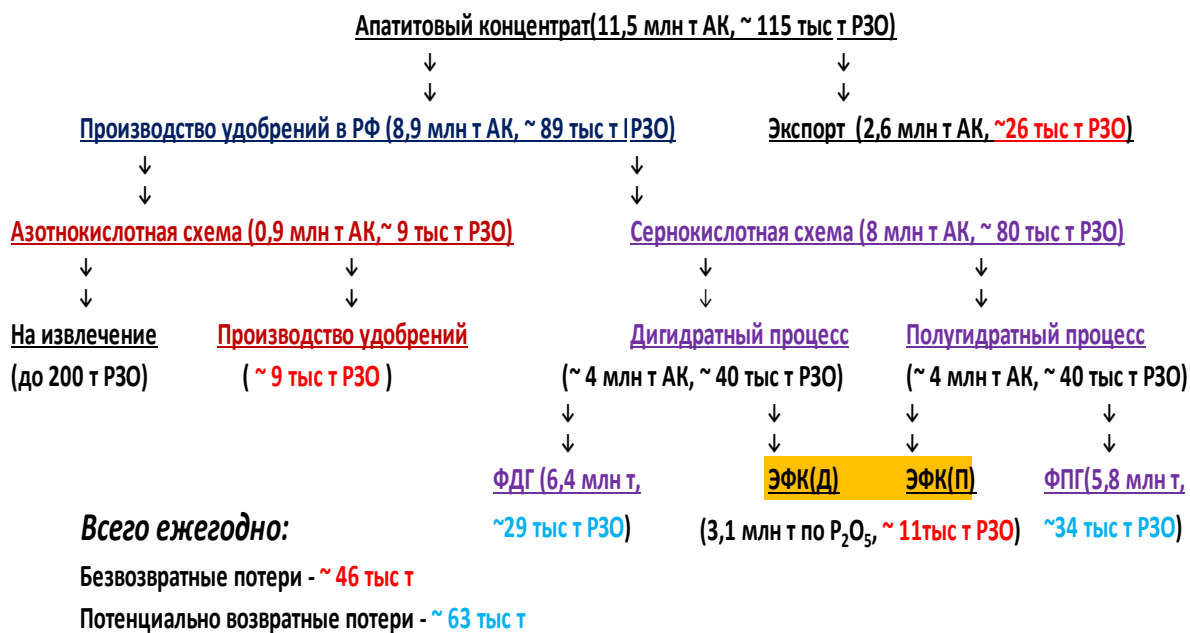 Апатитовый концентрат(11,5 млн т АК, ~ 115 тыс т РЗО)
Производство удобрений в РФ (8,9 млн т АК, ~ 89 тыс т РЗО)
Экспорт (2,6 млн т АК, ~26 тыс т РЗО)
Азотнокислотная схема (0,9 млн т АК,~ 9 тыс т РЗО)
Сернокислотная схема (8 млн т АК, ~ 80 тыс т РЗО)
На извлечение
(до 200 т РЗО)
Производство удобрений
( ~ 9 тыс т РЗО )
Дигидратный процесс
(~ 4 млн т АК, ~ 40 тыс т РЗО)
Полугидратный процесс
(~ 4 млн т АК, ~ 40 тыс т РЗО)
ФДГ (6,4 млн т,
~29 тыс т РЗО)
ЭФК(Д) ЭФК(П)
(3,1 млн т по P₂O₅, ~ 11тыс т РЗО)
ФПГ(5,8 млн т,
~34 тыс т РЗО)
Всего ежегодно:
Безвозвратные потери - ~ 46 тыс т
Потенциально возвратные потери - ~ 63 тыс т